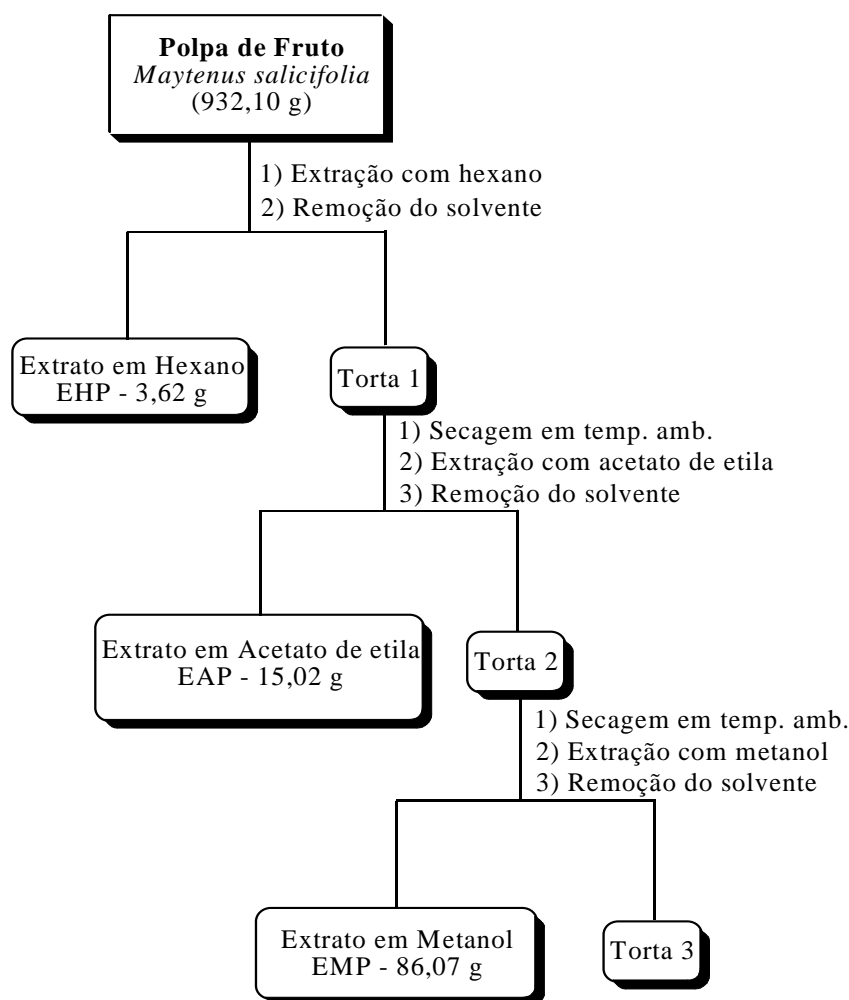 Polpa de Fruto
Maytenus salicifolia
(932,10 g)
1) Extração com hexano
2) Remoção do solvente
Extrato em Hexano
EHP - 3,62 g
Torta 1
1) Secagem em temp. amb.
2) Extração com acetato de etila
3) Remoção do solvente
Extrato em Acetato de etila
EAP - 15,02 g
Torta 2
1) Secagem em temp. amb.
2) Extração com metanol
3) Remoção do solvente
Extrato em Metanol
EMP - 86,07 g
Torta 3